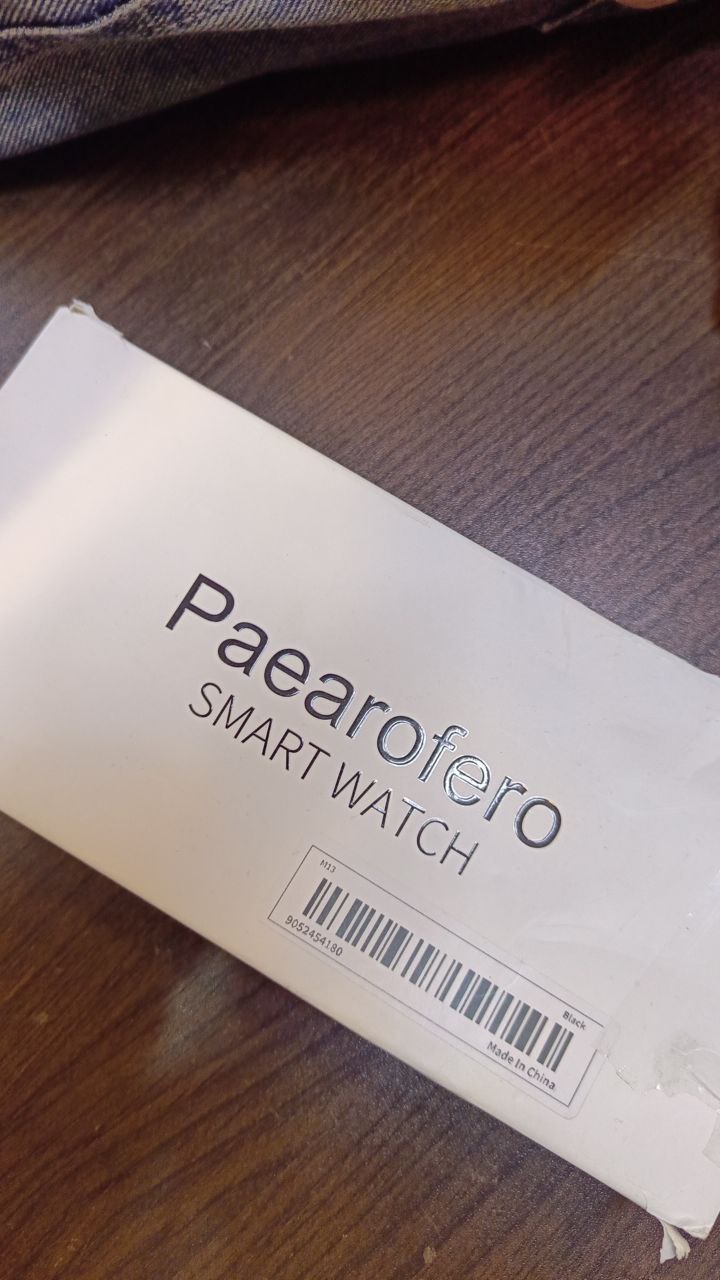 Paearofero
SMART WATCH
M13
9052454180
Black
Made In China